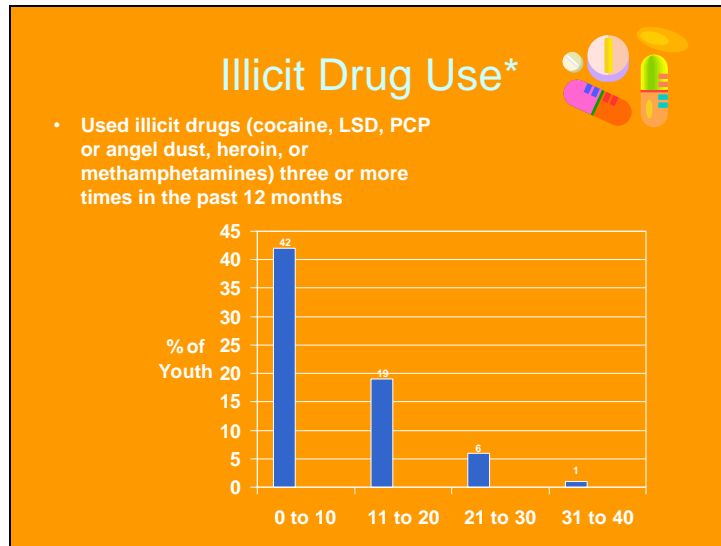 Illicit Drug Use*
• Used illicit drugs (cocaine, LSD, PCP
or angel dust, heroin, or
methamphetamines) three or more
times in the past 12 months
45
40
35
30
25
20
15
10
5
0
% of
Youth
42
19
6
1
0 to 10 11 to 20 21 to 30 31 to 40